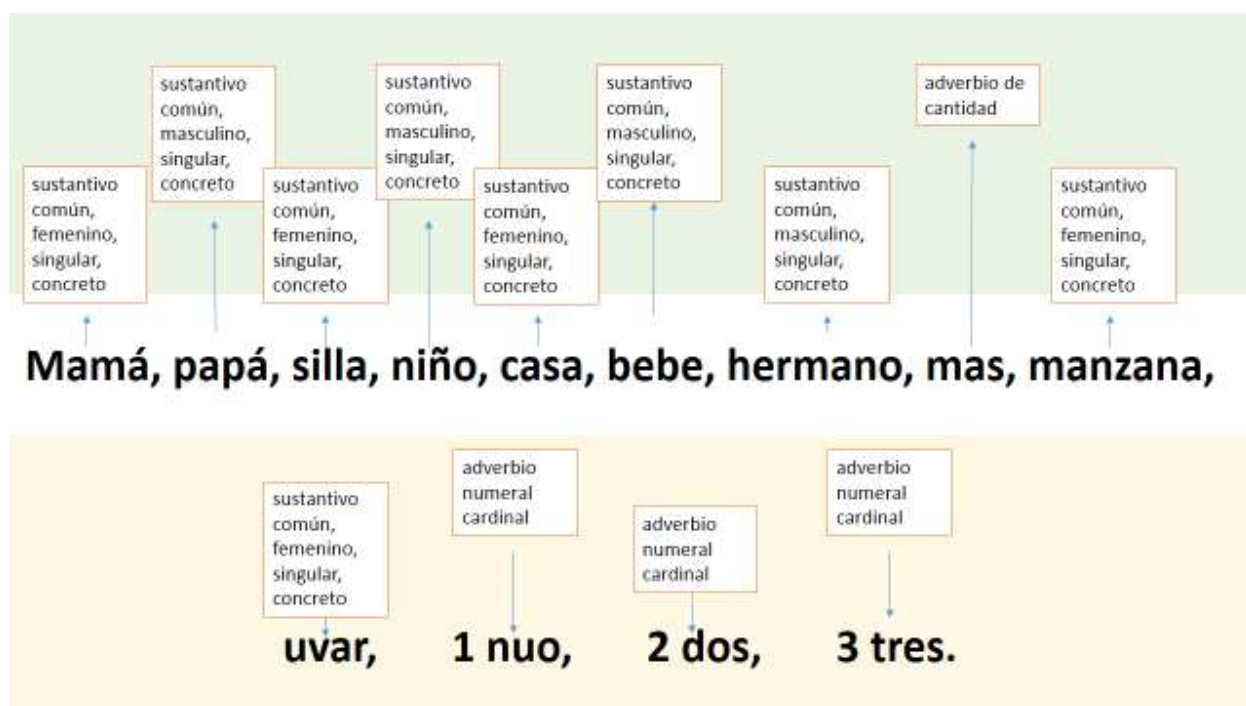 sustantivo
común,
masculino,
singular,
concreto
sustantivo
común,
masculino,
singular,
concreto
sustantivo
común,
masculino,
singular,
concreto
adverbio de
cantidad
sustantivo
común,
femenino,
singular,
concreto
sustantivo
común,
femenino,
singular,
concreto
sustantivo
común,
femenino,
singular,
concreto
sustantivo
común,
masculino,
singular,
concreto
sustantivo
común,
femenino,
singular,
concreto
Mamá, papá, silla, niño, casa, bebe, hermano, mas, manzana,
sustantivo
común,
femenino,
singular,
concreto
adverbio
numeral
cardinal
adverbio
numeral
cardinal
adverbio
numeral
cardinal
uvar, 1 nuo, 2 dos, 3 tres.